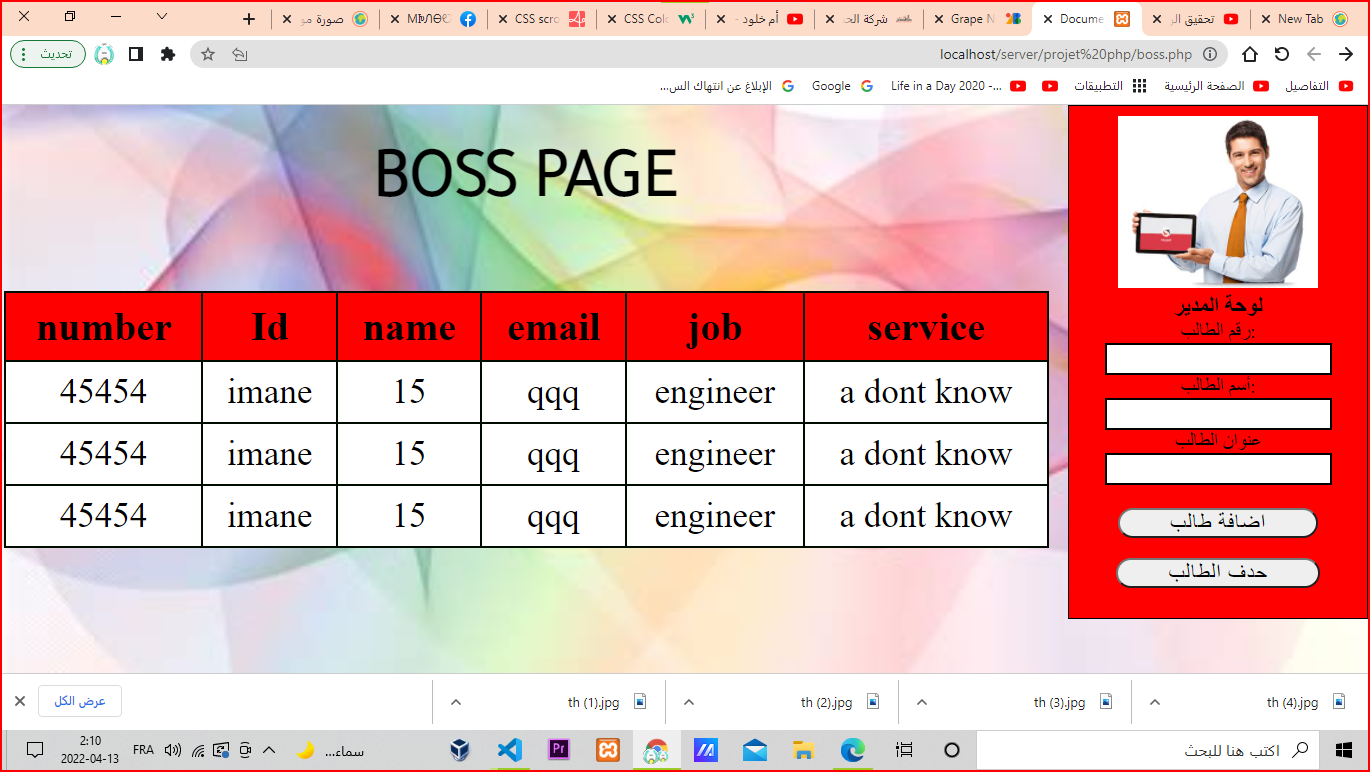 New Tab
تحقيق الر
Docume
Grape N
شركة الحا
أم خلود -
CSS Colo
CSS scro
صورة مو
localhost/server/projet%20php/boss.php
تحديث
التفاصيل
الصفحة الرئيسية
التطبيقات
Life in a Day 2020 -...
Google
الإبلاغ عن انتهاك الس...
BOSS PAGE
number Id name email job service
45454 imane 15 qqq engineer a dont know
45454 imane 15 qqq engineer a dont know
45454 imane 15 qqq engineer a dont know
لوحة المدير
رقم الطالب:
أسم الطالب:
عنوان الطالب
اضافة طالب
حدف الطالب
th (4).jpg
th (3).jpg
th (2).jpg
th (1).jpg
عرض الكل
اكتب هنا للبحث
Pr
سماء...
FRA
2:10
2022-04-13